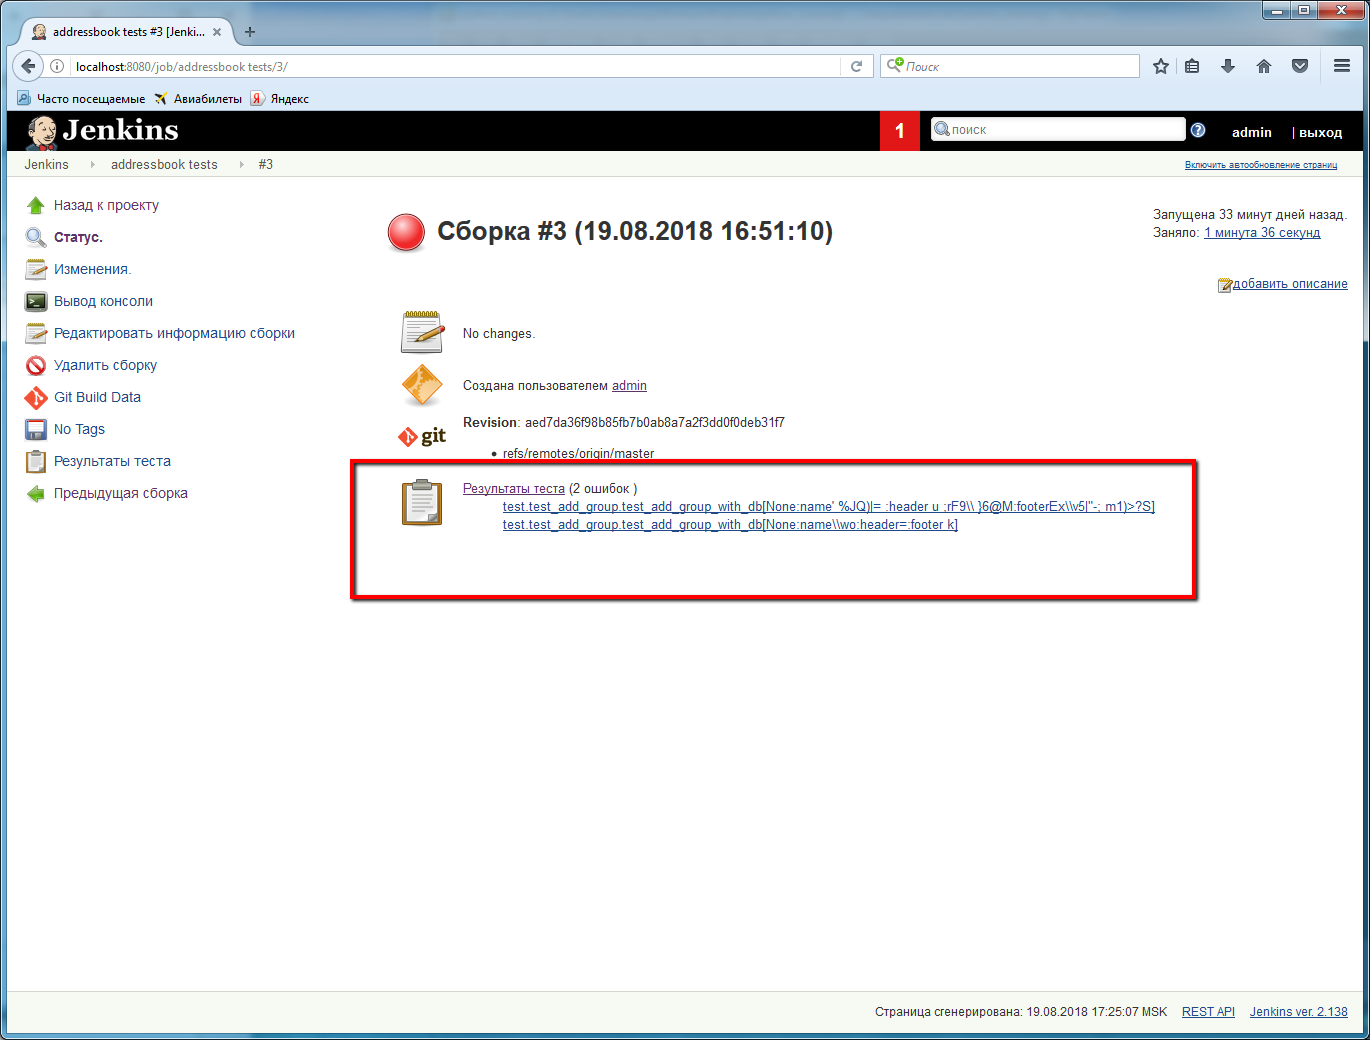 addressbook tests #3 [Jenki...
localhost:8080/job/addressbook tests/3/
Поиск
Часто посещаемые
Авиабилеты
Яндекс
Jenkins
1
поиск
admin
| выход
Jenkins
addressbook tests
#3
Включить автообновление страниц
Назад к проекту
Статус.
Изменения.
Вывод консоли
Редактировать информацию сборки
Удалить сборку
Git Build Data
No Tags
Результаты теста
Предыдущая сборка
Сборка #3 (19.08.2018 16:51:10)
Запущена 33 минут дней назад.
Заняло: 1 минута 36 секунд
добавить описание
No changes.
Создана пользователем admin
git
Revision: aed7da36f98b85fb7b0ab8a7a2f3dd0f0deb31f7
• refs/remotes/origin/master
Результаты теста (2 ошибок )
test.test_add_group.test_add_group_with_db[None:name' %JQ)|= :header u ;rF9\\ }6@M:footerEx\\v5|"-; m1)>?S]
test.test_add_group.test_add_group_with_db[None:name\\wo:header=:footer k]
Страница сгенерирована: 19.08.2018 17:25:07 MSK
REST API
Jenkins ver. 2.138